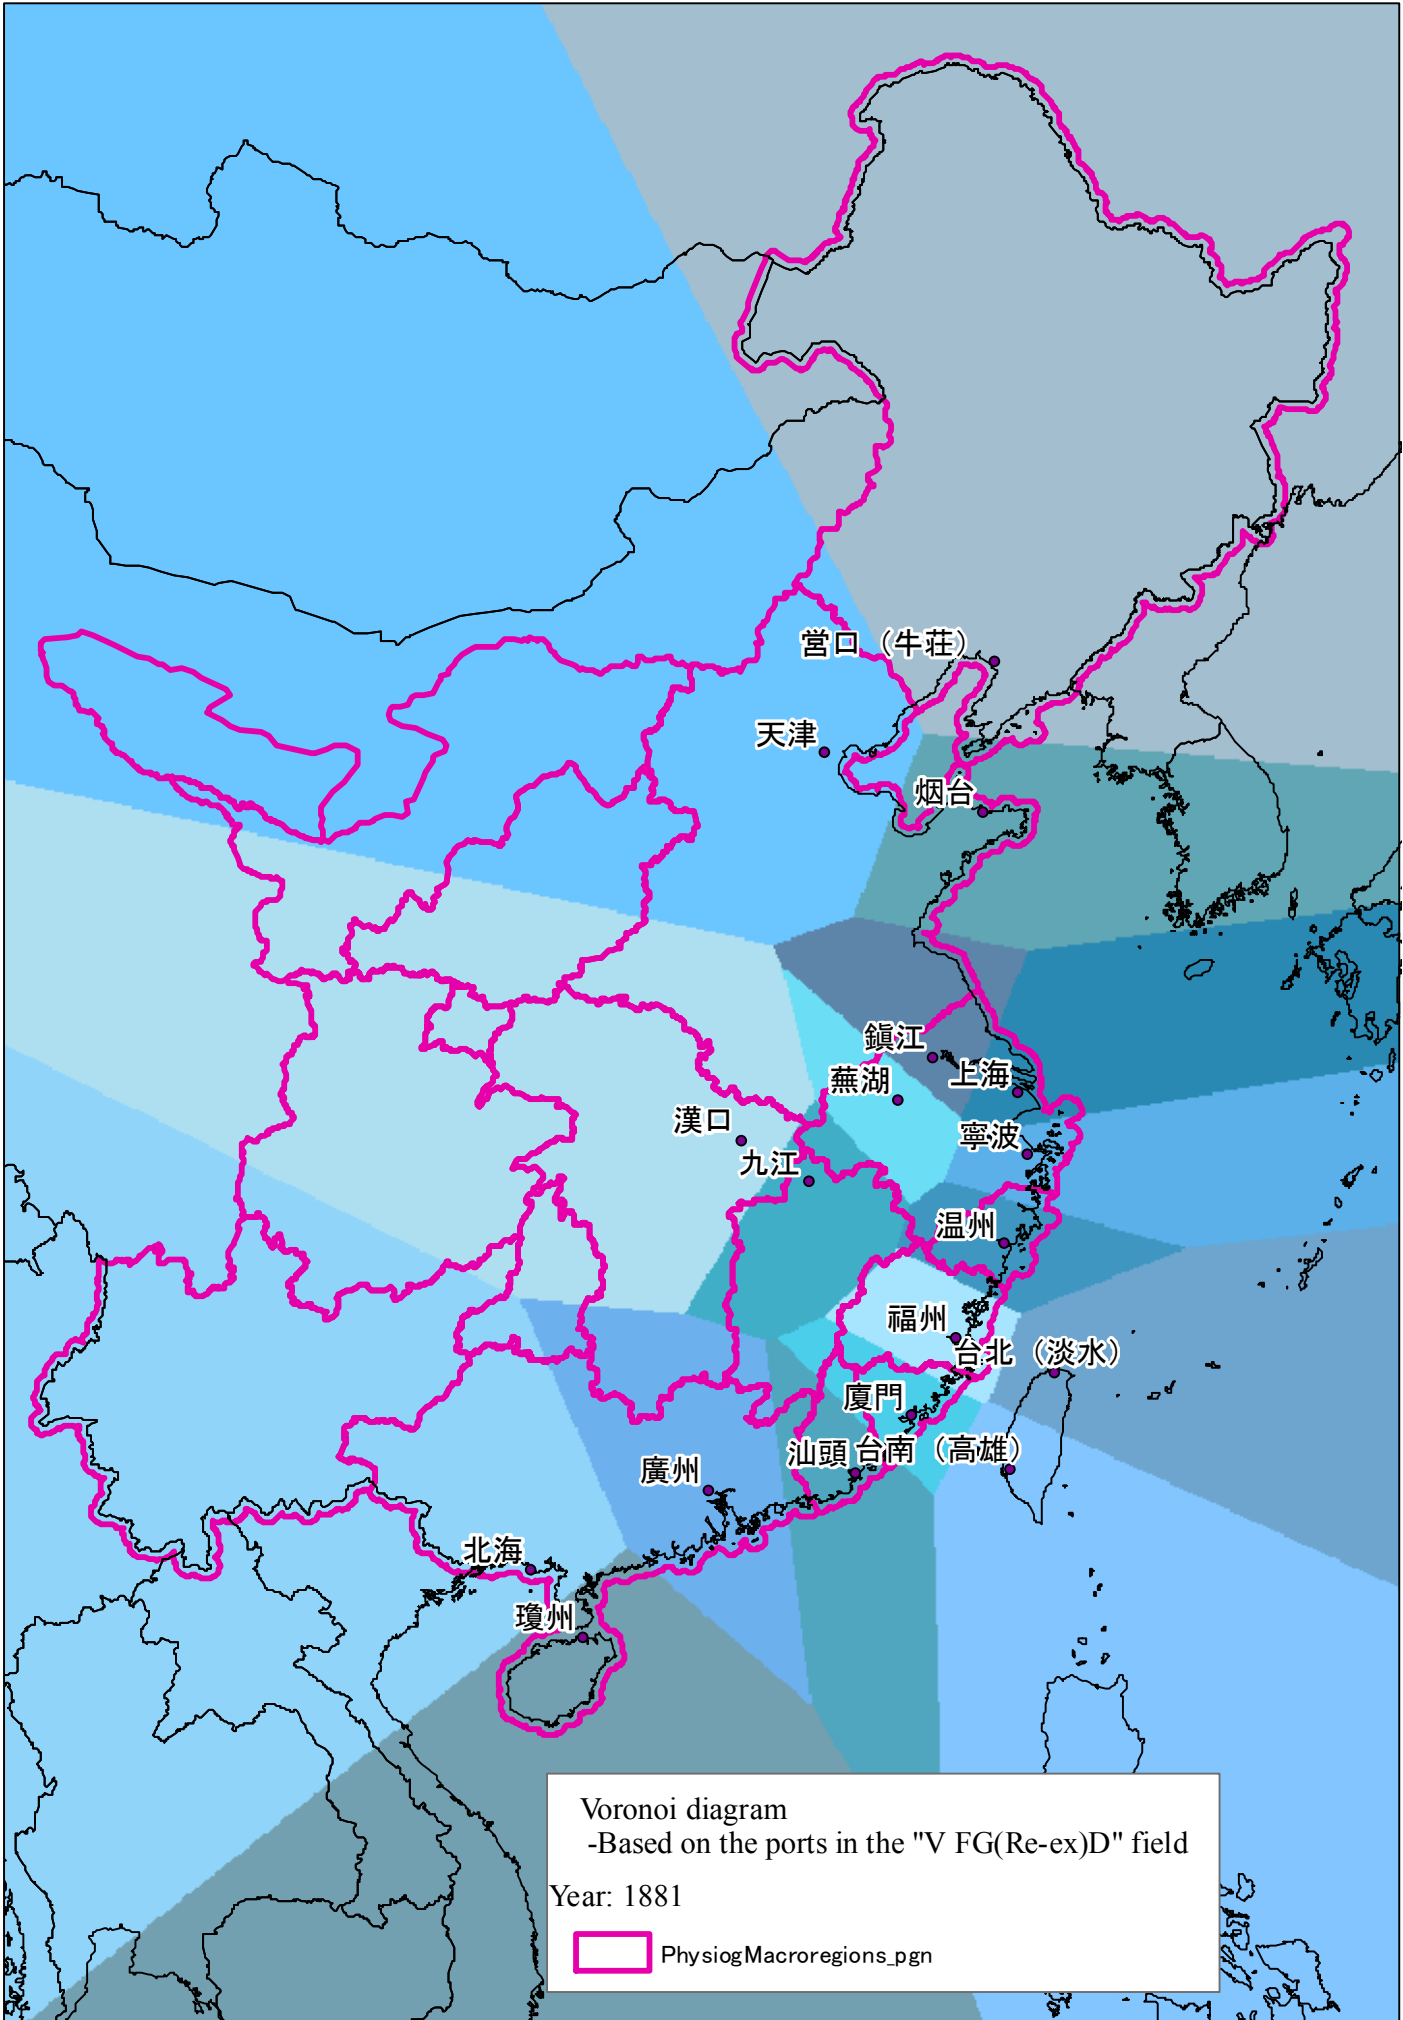 営口（牛荘）
天津
烟台
鎮江
上海
蕪湖
漢口
寧波
九江
温州
福州
台北（淡水）
廈門
汕頭
台南（高雄）
廣州
北海
瓊州
Voronoi diagram
-Based on the ports in the "V FG(Re-ex)D" field
Year: 1881
PhysiogMacroregions_pgn